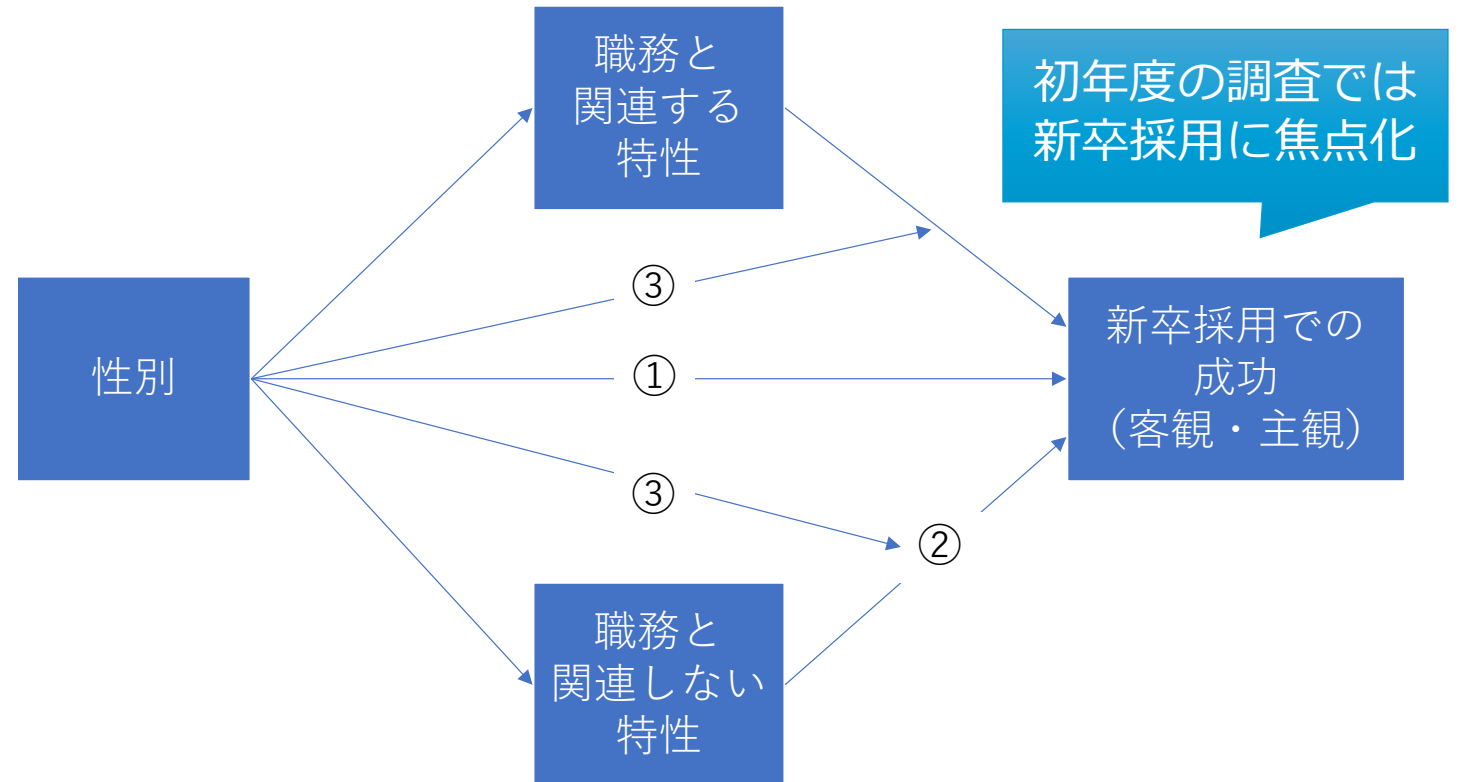 職務と
関連する
特性
初年度の調査では
新卒採用に焦点化
③
性別
①
新卒採用での
成功
（客観・主観）
③
②
職務と
関連しない
特性